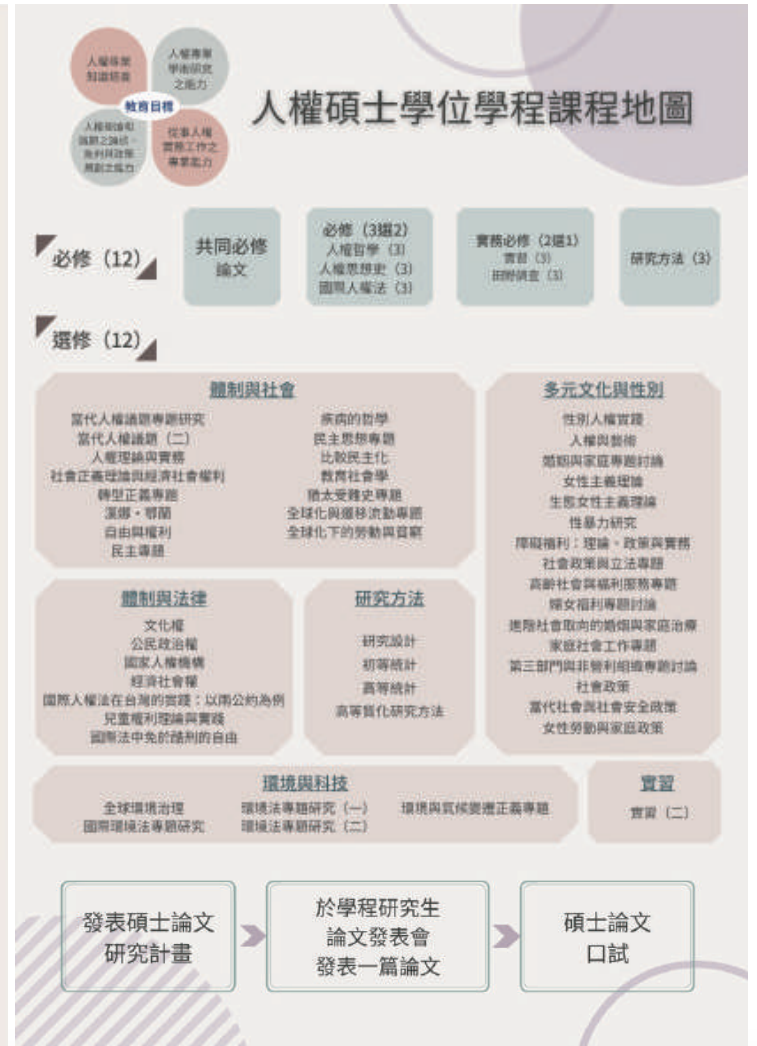 人權專業
知識培養
人權專業
學術研究
之能力
教育目標
人權理論和
議題之論述、
批判與政策
規劃之能力
從事人權
實務工作之
專業能力
人權碩士學位學程課程地圖
必修（12）
共同必修
論文
必修（3選2）
人權哲學（3）
人權思想史（3）
國際人權法（3）
實務必修（2選1）
實習（3）
田野調查（3）
研究方法（3）
選修（12）
體制與社會
當代人權議題專題研究
當代人權議題（二）
人權理論與實務
社會正義理論與經濟社會權利
轉型正義專題
漢娜・鄂蘭
自由與權利
民主專題
疾病的哲學
民主思想專題
比較民主化
教育社會學
猶太受難史專題
全球化與遷移流動專題
全球化下的勞動與貧窮
多元文化與性別
性別人權實踐
人權與藝術
婚姻與家庭專題討論
女性主義理論
生態女性主義理論
性暴力研究
障礙福利：理論、政策與實務
社會政策與立法專題
高齡社會與福利服務專題
婦女福利專題討論
進階社會取向的婚姻與家庭治療
家庭社會工作專題
第三部門與非營利組織專題討論
社會政策
當代社會與社會安全政策
女性勞動與家庭政策
體制與法律
文化權
公民政治權
國家人權機構
經濟社會權
國際人權法在台灣的實踐：以兩公約為例
兒童權利理論與實踐
國際法中免於酷刑的自由
研究方法
研究設計
初等統計
高等統計
高等質化研究方法
環境與科技
全球環境治理
國際環境法專題研究
環境法專題研究（一）
環境法專題研究（二）
環境與氣候變遷正義專題
實習
實習（二）
發表碩士論文
研究計畫
於學程研究生
論文發表會
發表一篇論文
碩士論文
口試